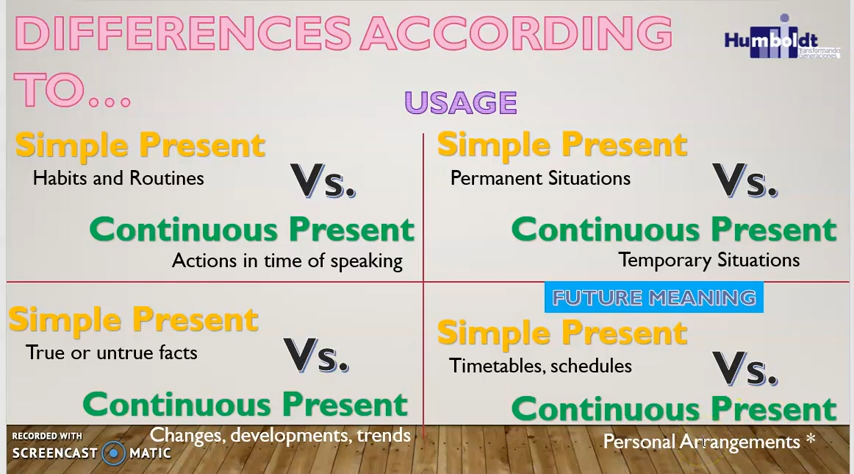 DIFFERENCES ACCORDING
TO...
Humboldt
Transformando
Generaciones
USAGE
Simple Present
Habits and Routines
Vs.
Continuous Present
Actions in time of speaking
Simple Present
Permanent Situations
Vs.
Continuous Present
Temporary Situations
Simple Present
True or untrue facts
Vs.
Continuous Present
Changes, developments, trends
FUTURE MEANING
Simple Present
Timetables, schedules
Vs.
Continuous Present
Personal Arrangements *
RECORDED WITH
SCREENCAST MATIC